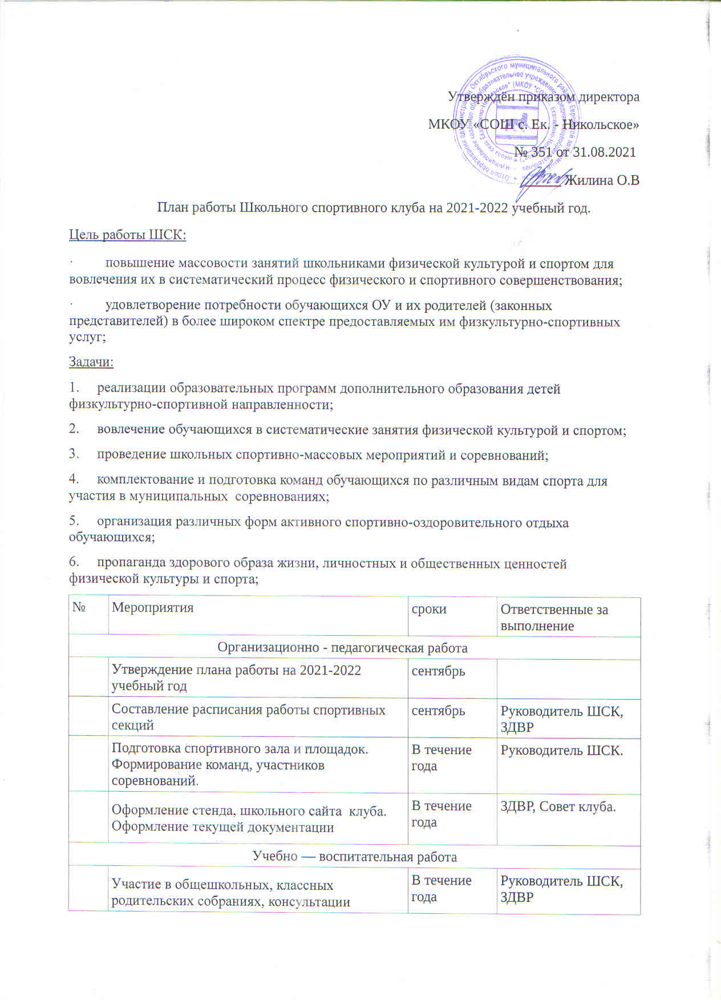 Утверждён приказом директора
МКОУ «СОШ с. Ек. - Никольское»
№ 351 от 31.08.2021
Жилина О.В
План работы Школьного спортивного клуба на 2021-2022 учебный год.
Цель работы ШСК:
· повышение массовости занятий школьниками физической культурой и спортом для
вовлечения их в систематический процесс физического и спортивного совершенствования;
· удовлетворение потребности обучающихся ОУ и их родителей (законных
представителей) в более широком спектре предоставляемых им физкультурно-спортивных
услуг;
Задачи:
1. реализации образовательных программ дополнительного образования детей
физкультурно-спортивной направленности;
2. вовлечение обучающихся в систематические занятия физической культурой и спортом;
3. проведение школьных спортивно-массовых мероприятий и соревнований;
4. комплектование и подготовка команд обучающихся по различным видам спорта для
участия в муниципальных  соревнованиях;
5. организация различных форм активного спортивно-оздоровительного отдыха
обучающихся;
6. пропаганда здорового образа жизни, личностных и общественных ценностей
физической культуры и спорта;
№ Мероприятия сроки Ответственные за
выполнение
Организационно - педагогическая работа
Утверждение плана работы на 2021-2022 сентябрь
учебный год
Составление расписания работы спортивных сентябрь Руководитель ШСК,
секций ЗДВР
Подготовка спортивного зала и площадок. В течение Руководитель ШСК.
Формирование команд, участников года
соревнований.
Оформление стенда, школьного сайта  клуба. В течение ЗДВР, Совет клуба.
Оформление текущей документации года
Учебно — воспитательная работа
Участие в общешкольных, классных В течение Руководитель ШСК,
родительских собраниях, консультации года ЗДВР